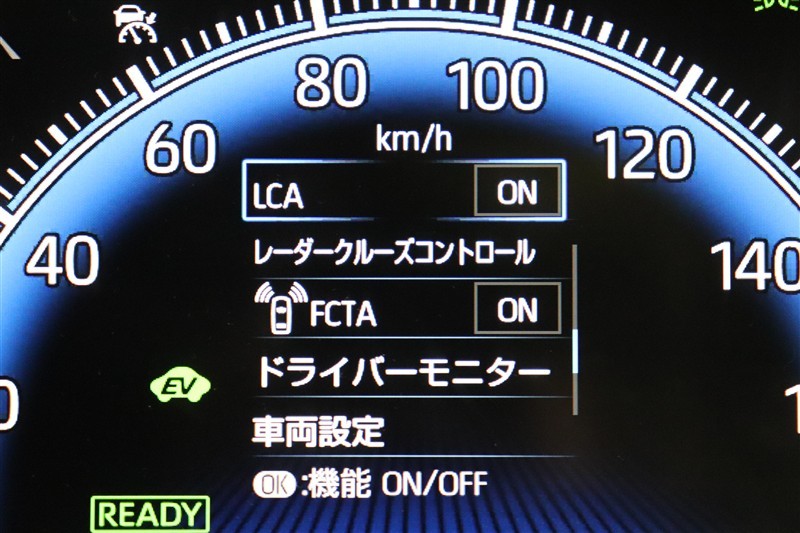 80
100
km/h
60
120
LCA ON
レーダークルーズコントロール
40
140
FCTA ON
EV
ドライバーモニター
車両設定
OK:機能 ON/OFF
READY